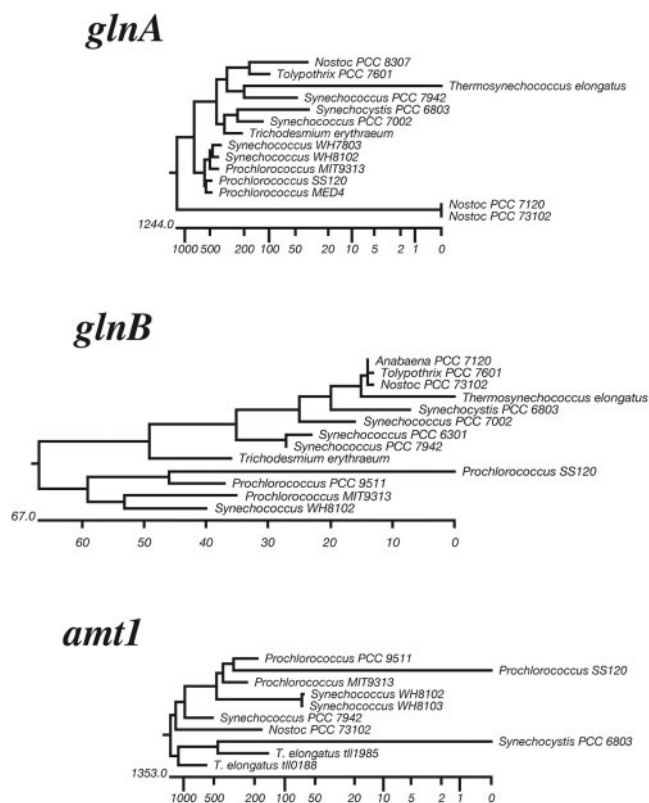 glnA
Nostoc PCC 8307
Tolypothrix PCC 7601
Thermosynechococcus elongatus
Synechococcus PCC 7942
Synechocystis PCC 6803
Synechococcus PCC 7002
Trichodesmium erythraeum
Synechococcus WH7803
Synechococcus WH8102
Prochlorococcus MIT9313
Prochlorococcus SS120
Prochlorococcus MED4
Nostoc PCC 7120
Nostoc PCC 73102
1244.0
1000 500 200 100 50 20 10 5 2 1 0
glnB
Anabaena PCC 7120
Tolypothrix PCC 7601
Nostoc PCC 73102
Thermosynechococcus elongatus
Synechocystis PCC 6803
Synechococcus PCC 7002
Synechococcus PCC 6301
Synechococcus PCC 7942
Trichodesmium erythraeum
Prochlorococcus SS120
Prochlorococcus PCC 9511
Prochlorococcus MIT9313
Synechococcus WH8102
67.0
60 50 40 30 20 10 0
amt1
Prochlorococcus PCC 9511
Prochlorococcus SS120
Prochlorococcus MIT9313
Synechococcus WH8102
Synechococcus WH8103
Synechococcus PCC 7942
Nostoc PCC 73102
Synechocystis PCC 6803
T. elongatus tll1985
T. elongatus tll0188
1353.0
1000 500 200 100 50 20 10 5 2 1 0